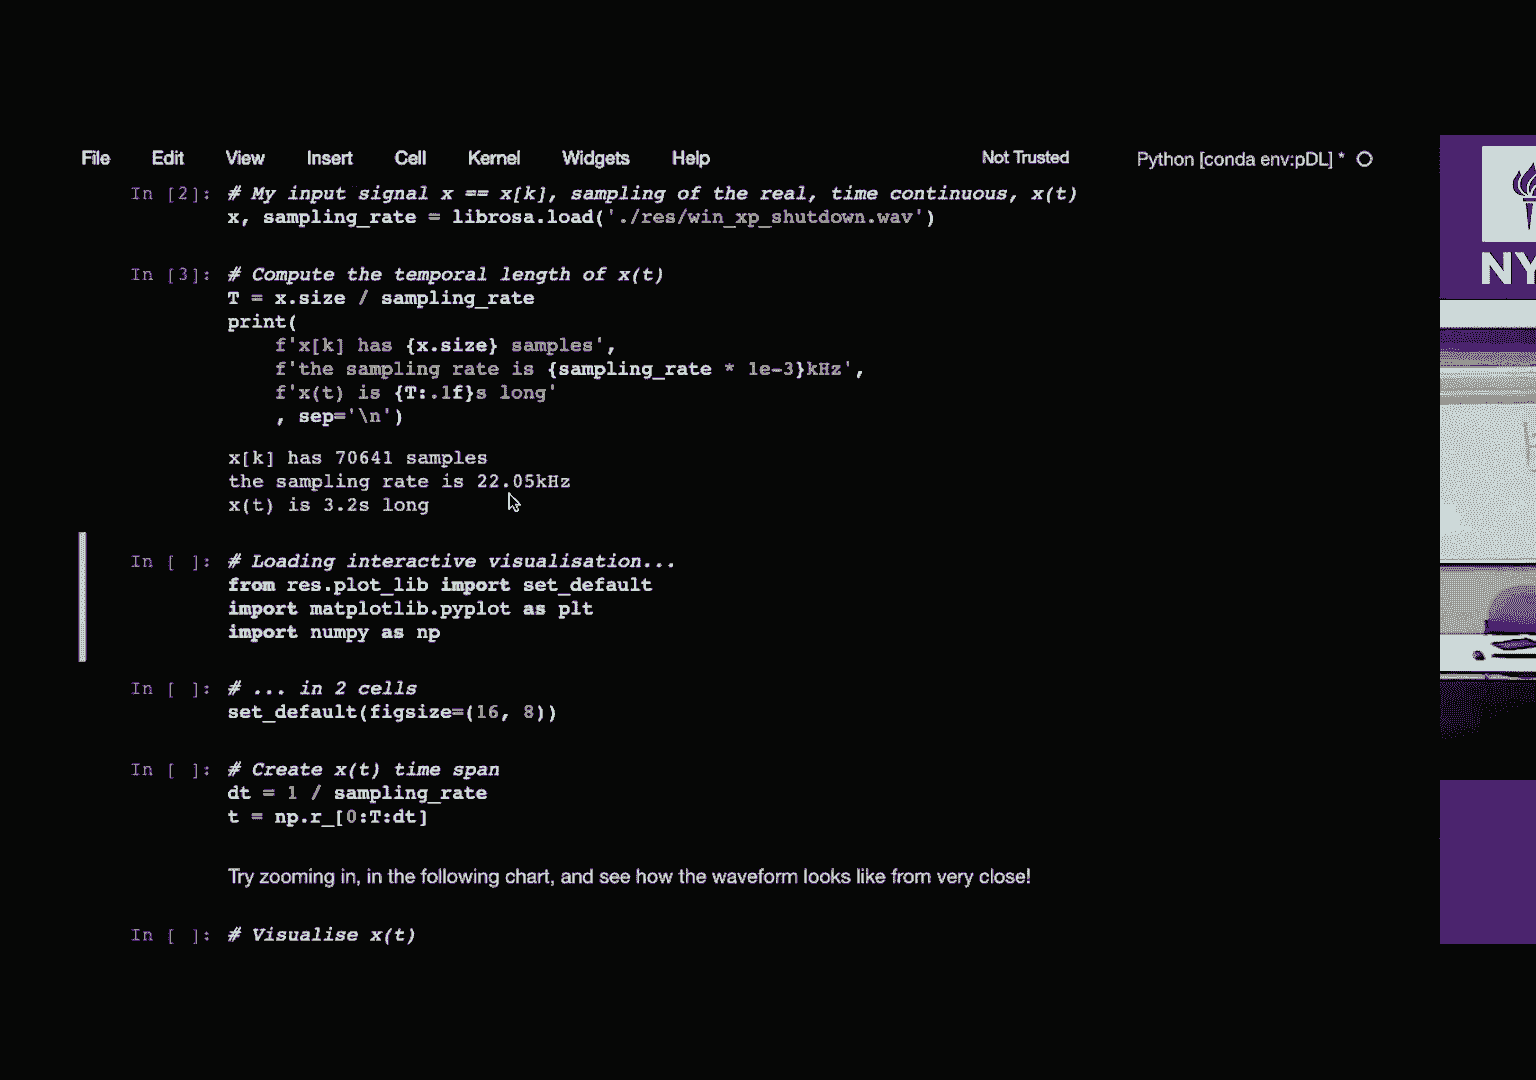 File Edit View Insert Cell Kernel Widgets Help Not Trusted Python [conda env:pDL] *
In [2]: # My input signal x == x[k], sampling of the real, time continuous, x(t)
x, sampling_rate = librosa.load('./res/win_xp_shutdown.wav')
In [3]: # Compute the temporal length of x(t)
T = x.size / sampling_rate
print(
f'x[k] has {x.size} samples',
f'the sampling rate is {sampling_rate * 1e-3}kHz',
f'x(t) is {T:.1f}s long'
, sep='\n')
x[k] has 70641 samples
the sampling rate is 22.05kHz
x(t) is 3.2s long
In [ ]: # Loading interactive visualisation...
from res.plot_lib import set_default
import matplotlib.pyplot as plt
import numpy as np
In [ ]: # ... in 2 cells
set_default(figsize=(16, 8))
In [ ]: # Create x(t) time span
dt = 1 / sampling_rate
t = np.r_[0:T:dt]
Try zooming in, in the following chart, and see how the waveform looks like from very close!
In [ ]: # Visualise x(t)
NY